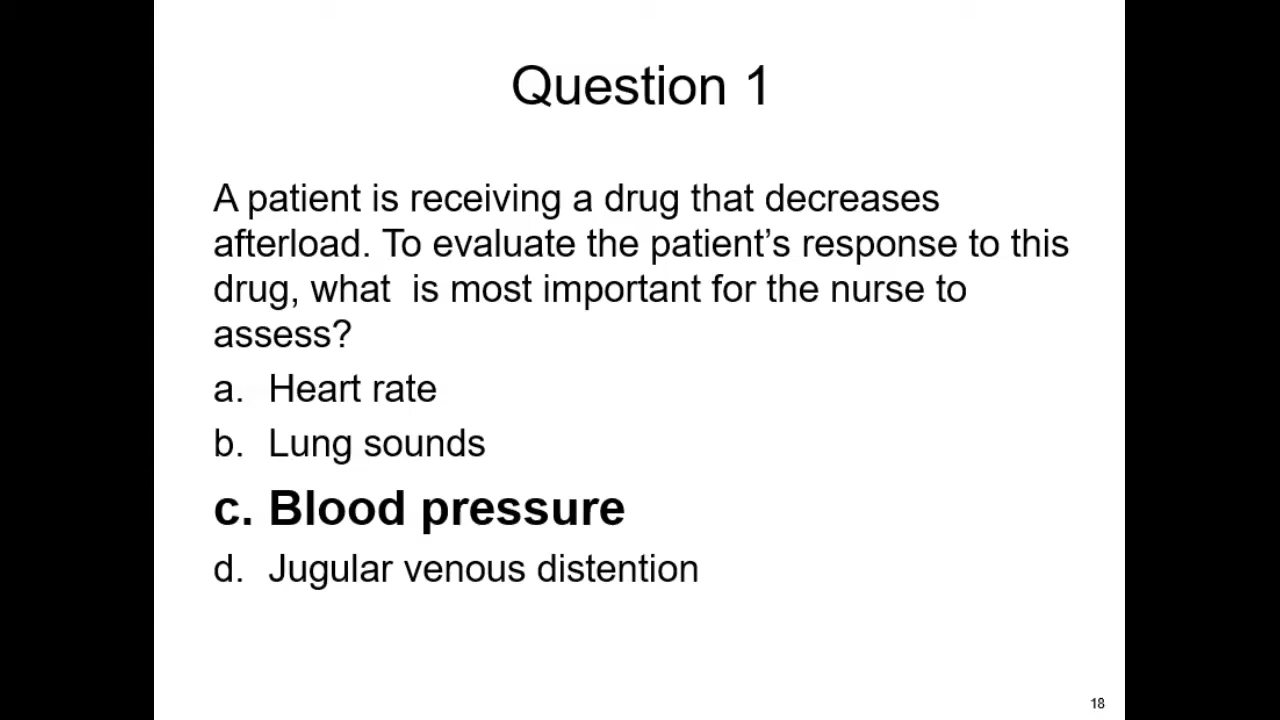 Question 1
A patient is receiving a drug that decreases
afterload. To evaluate the patient’s response to this
drug, what  is most important for the nurse to
assess?
a. Heart rate
b. Lung sounds
c. Blood pressure
d. Jugular venous distention
18